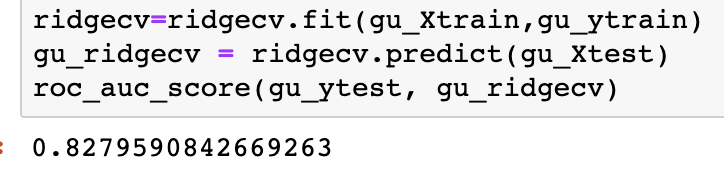 ridgecv=ridgecv.fit(gu_Xtrain,gu_ytrain)
gu_ridgecv = ridgecv.predict(gu_Xtest)
roc_auc_score(gu_ytest, gu_ridgecv)
: 0.8279590842669263